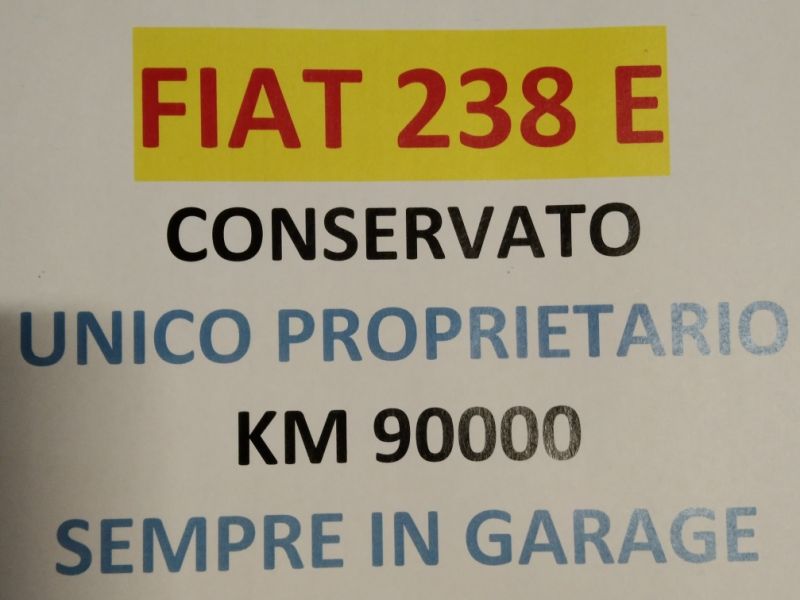 FIAT 238 E
CONSERVATO
UNICO PROPRIETARIO
KM 90000
SEMPRE IN GARAGE